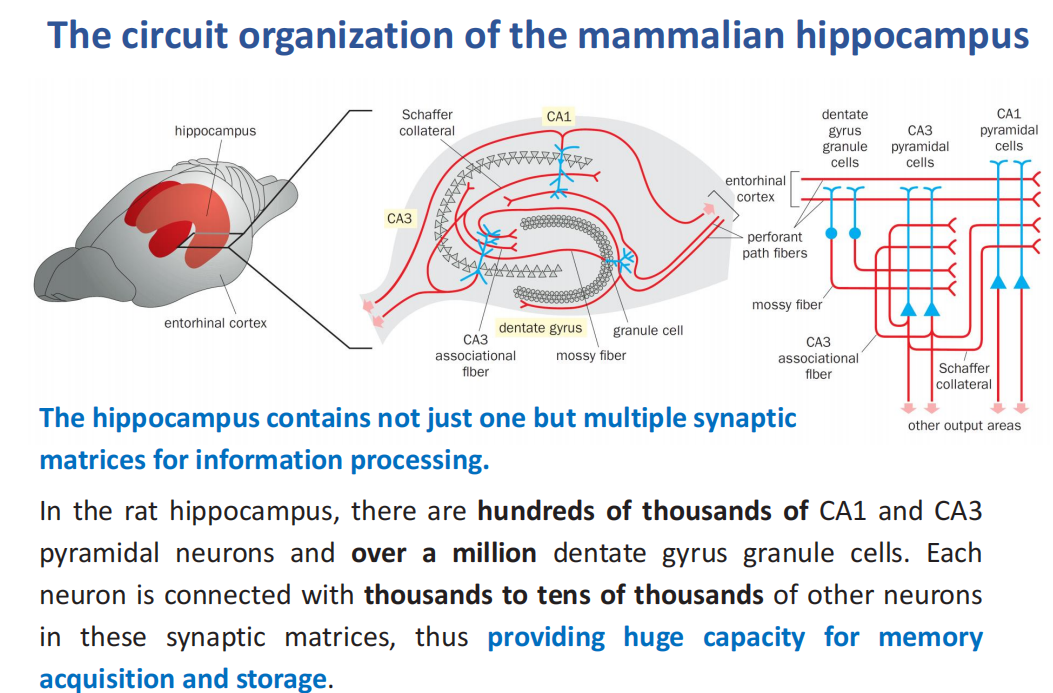 The circuit organization of the mammalian hippocampus
hippocampus
entorhinal cortex
Schaffer
collateral
CA1
CA3
CA3
associational
fiber
dentate gyrus
mossy fiber
granule cell
entorhinal
cortex
perforant
path fibers
dentate
gyrus
granule
cells
CA3
pyramidal
cells
CA1
pyramidal
cells
mossy fiber
CA3
associational
fiber
Schaffer
collateral
other output areas
The hippocampus contains not just one but multiple synaptic
matrices for information processing.
In the rat hippocampus, there are hundreds of thousands of CA1 and CA3
pyramidal neurons and over a million dentate gyrus granule cells. Each
neuron is connected with thousands to tens of thousands of other neurons
in these synaptic matrices, thus providing huge capacity for memory
acquisition and storage.